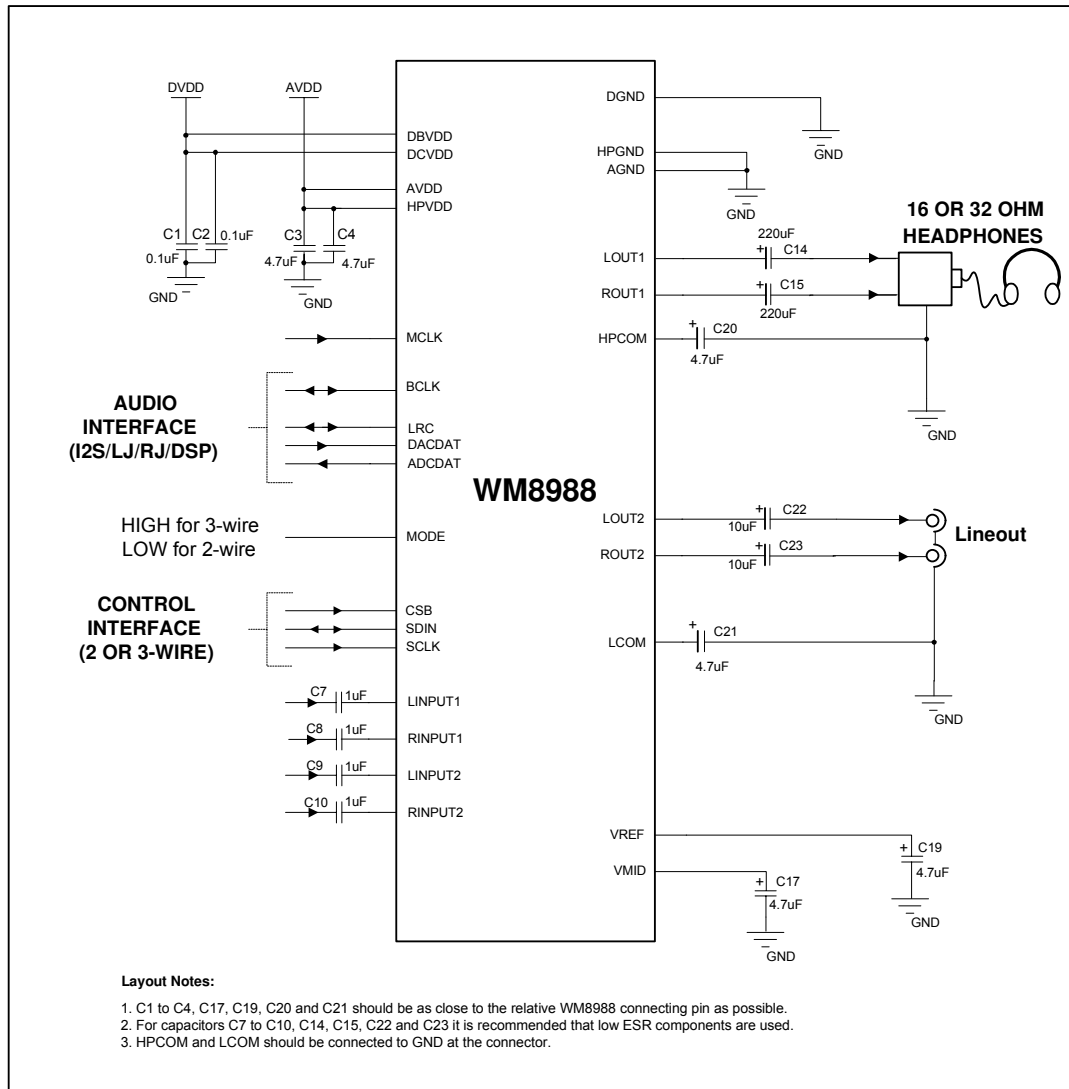 DVDD
AVDD
DBVDD
DCVDD
AVDD
HPVDD
C1
C2
0.1uF
0.1uF
GND
C3
C4
4.7uF
4.7uF
GND
MCLK
AUDIO
INTERFACE
(I2S/LJ/RJ/DSP)
BCLK
LRC
DACDAT
ADCDAT
HIGH for 3-wire
LOW for 2-wire
MODE
CONTROL
INTERFACE
(2 OR 3-WIRE)
CSB
SDIN
SCLK
C7
1uF
LINPUT1
C8
1uF
RINPUT1
C9
1uF
LINPUT2
C10
1uF
RINPUT2
WM8988
DGND
GND
HPGND
AGND
GND
16 OR 32 OHM
HEADPHONES
LOUT1
220uF
+
C14
ROUT1
+
C15
220uF
HPCOM
+
C20
4.7uF
GND
LOUT2
+
C22
10uF
ROUT2
+
C23
10uF
Lineout
LCOM
+
C21
4.7uF
GND
VREF
+
C19
4.7uF
GND
VMID
+
C17
4.7uF
GND
Layout Notes:
1. C1 to C4, C17, C19, C20 and C21 should be as close to the relative WM8988 connecting pin as possible.
2. For capacitors C7 to C10, C14, C15, C22 and C23 it is recommended that low ESR components are used.
3. HPCOM and LCOM should be connected to GND at the connector.